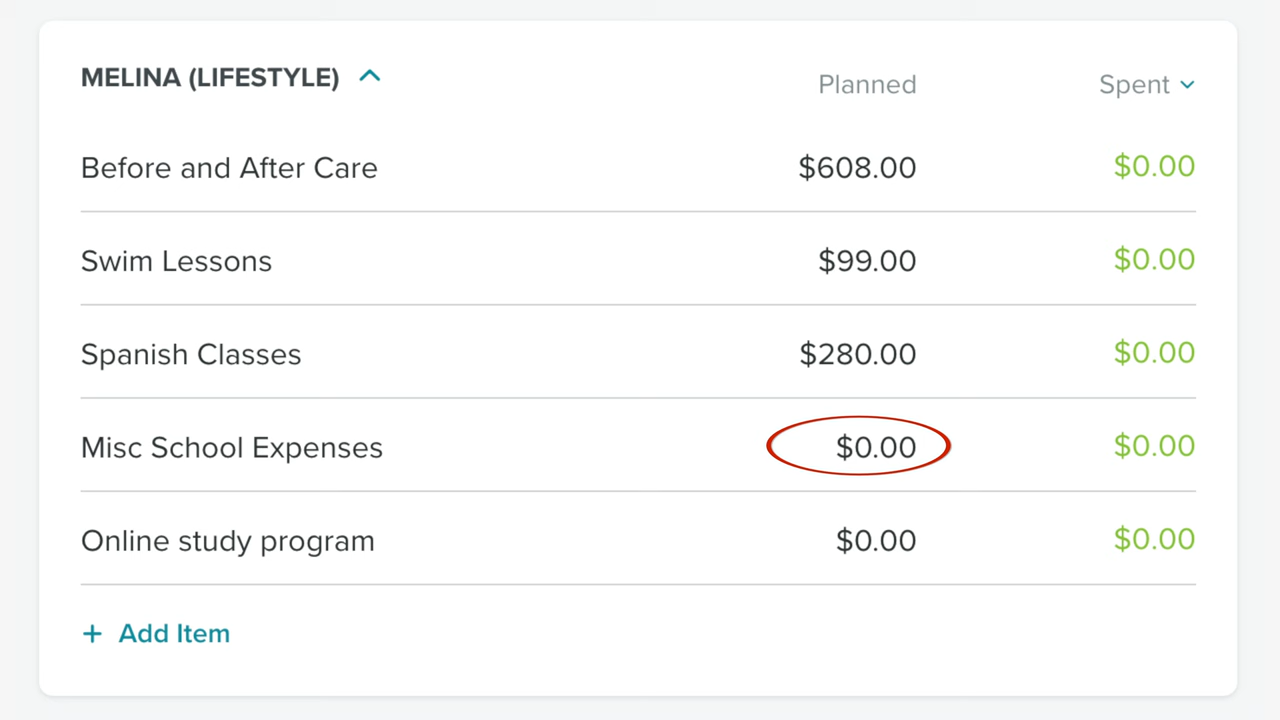 MELINA (LIFESTYLE) Planned Spent
Before and After Care $608.00 $0.00
Swim Lessons $99.00 $0.00
Spanish Classes $280.00 $0.00
Misc School Expenses $0.00 $0.00
Online study program $0.00 $0.00
+ Add Item